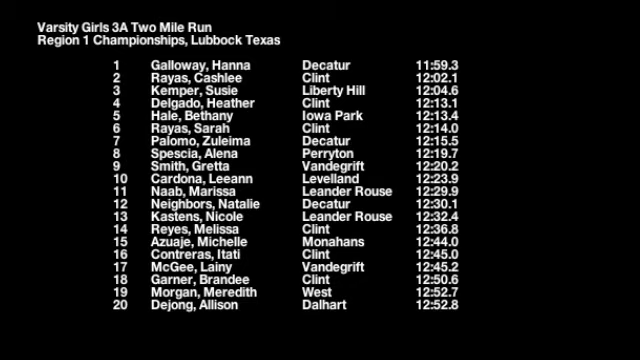 Varsity Girls 3A Two Mile Run
Region 1 Championships, Lubbock Texas
1 Galloway, Hanna Decatur 11:59.3
2 Rayas, Cashlee Clint 12:02.1
3 Kemper, Susie Liberty Hill 12:04.6
4 Delgado, Heather Clint 12:13.1
5 Hale, Bethany Iowa Park 12:13.4
6 Rayas, Sarah Clint 12:14.0
7 Palomo, Zuleima Decatur 12:15.5
8 Spescia, Alena Perryton 12:19.7
9 Smith, Gretta Vandegrift 12:20.2
10 Cardona, Leeann Levelland 12:23.9
11 Naab, Marissa Leander Rouse 12:29.9
12 Neighbors, Natalie Decatur 12:30.1
13 Kastens, Nicole Leander Rouse 12:32.4
14 Reyes, Melissa Clint 12:36.8
15 Azuaje, Michelle Monahans 12:44.0
16 Contreras, Itati Clint 12:45.0
17 McGee, Lainy Vandegrift 12:45.2
18 Garner, Brandee Clint 12:50.6
19 Morgan, Meredith West 12:52.7
20 Dejong, Allison Dalhart 12:52.8